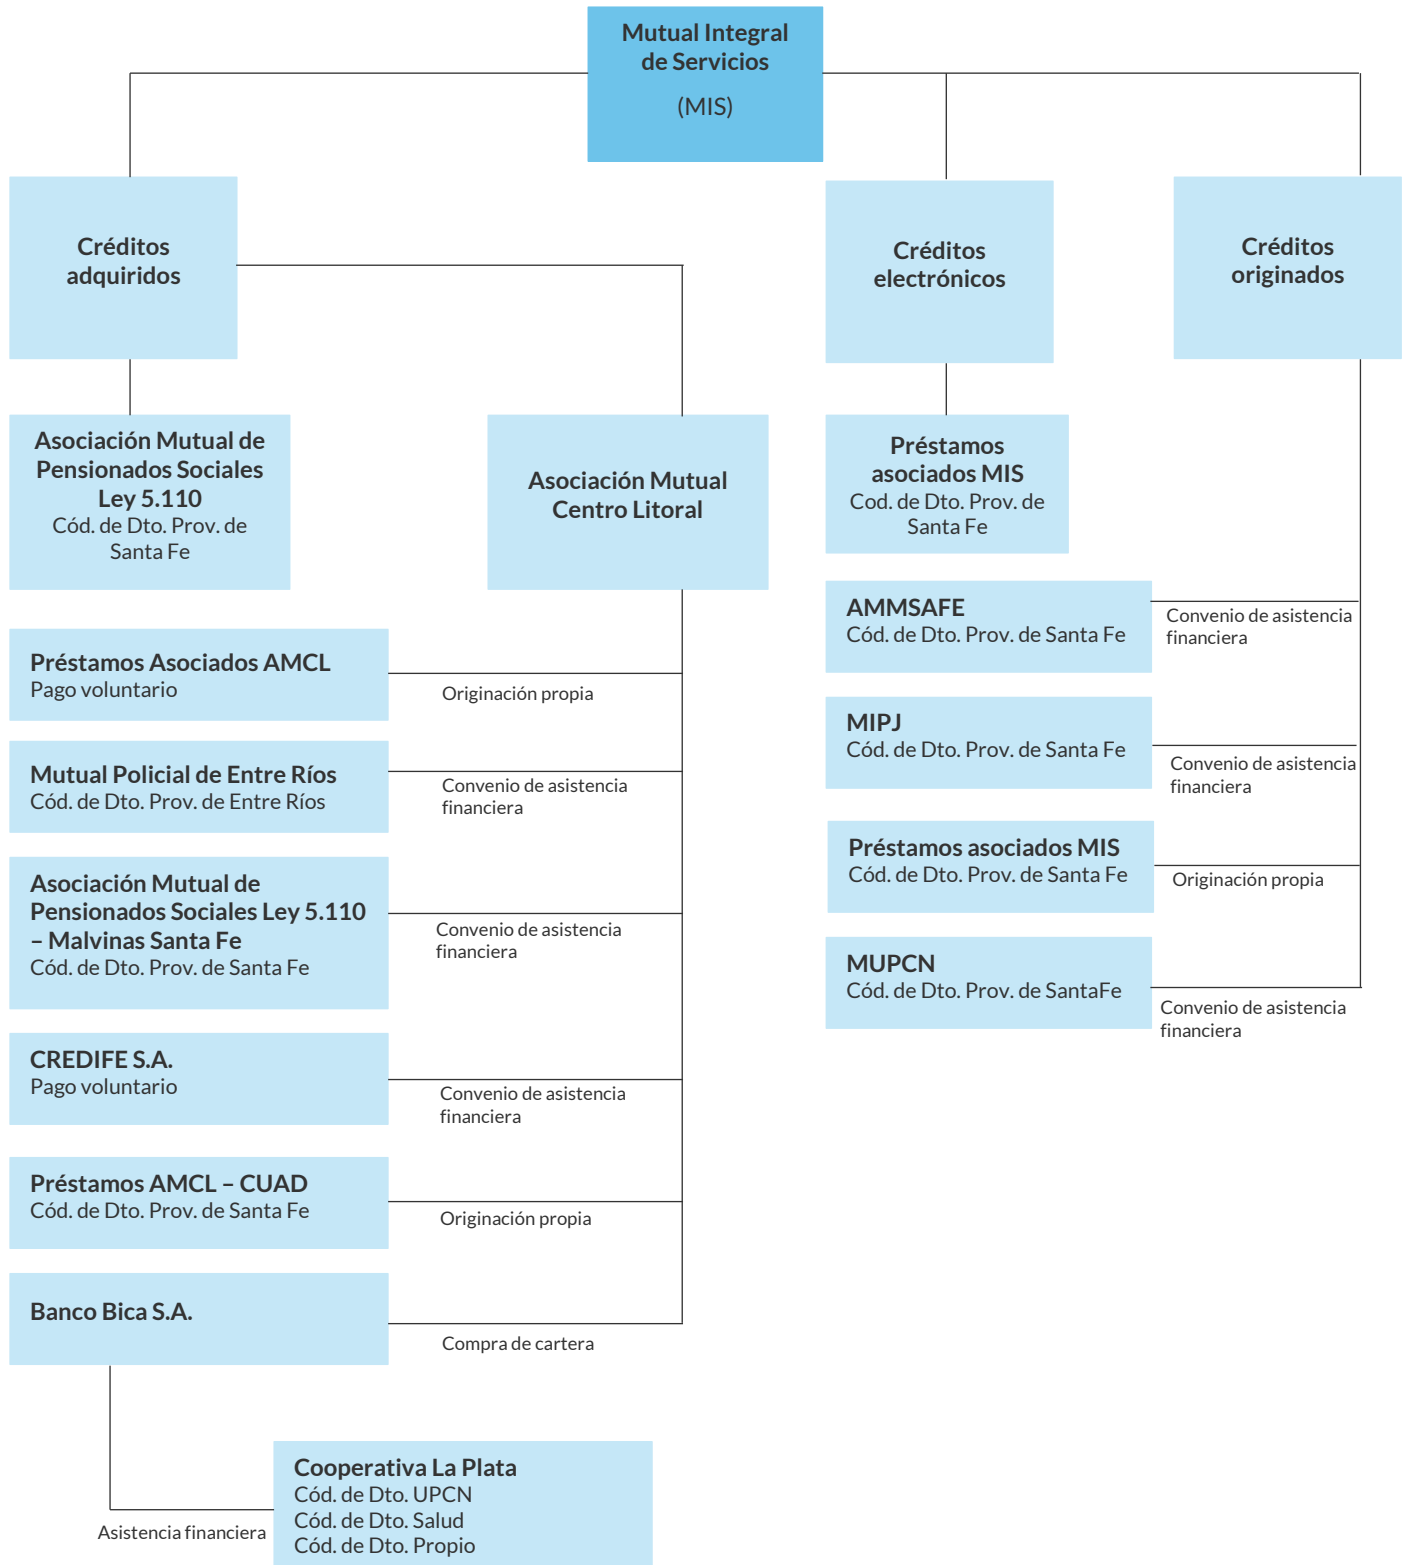 Mutual Integral
de Servicios
(MIS)
Créditos
adquiridos
Créditos
electrónicos
Créditos
originados
Asociación Mutual de
Pensionados Sociales
Ley 5.110
Cód. de Dto. Prov. de
Santa Fe
Asociación Mutual
Centro Litoral
Préstamos
asociados MIS
Cod. de Dto. Prov. de
Santa Fe
Préstamos Asociados AMCL
Pago voluntario
Originación propia
Mutual Policial de Entre Ríos
Cód. de Dto. Prov. de Entre Ríos
Convenio de asistencia
financiera
Asociación Mutual de
Pensionados Sociales Ley 5.110
– Malvinas Santa Fe
Cód. de Dto. Prov. de Santa Fe
Convenio de asistencia
financiera
CREDIFE S.A.
Pago voluntario
Convenio de asistencia
financiera
Préstamos AMCL – CUAD
Cód. de Dto. Prov. de Santa Fe
Originación propia
Banco Bica S.A.
Compra de cartera
Cooperativa La Plata
Cód. de Dto. UPCN
Cód. de Dto. Salud
Cód. de Dto. Propio
Asistencia financiera
AMMSAFE
Cód. de Dto. Prov. de Santa Fe
Convenio de asistencia
financiera
MIPJ
Cód. de Dto. Prov. de Santa Fe
Convenio de asistencia
financiera
Préstamos asociados MIS
Cód. de Dto. Prov. de Santa Fe
Originación propia
MUPCN
Cód. de Dto. Prov. de SantaFe
Convenio de asistencia
financiera